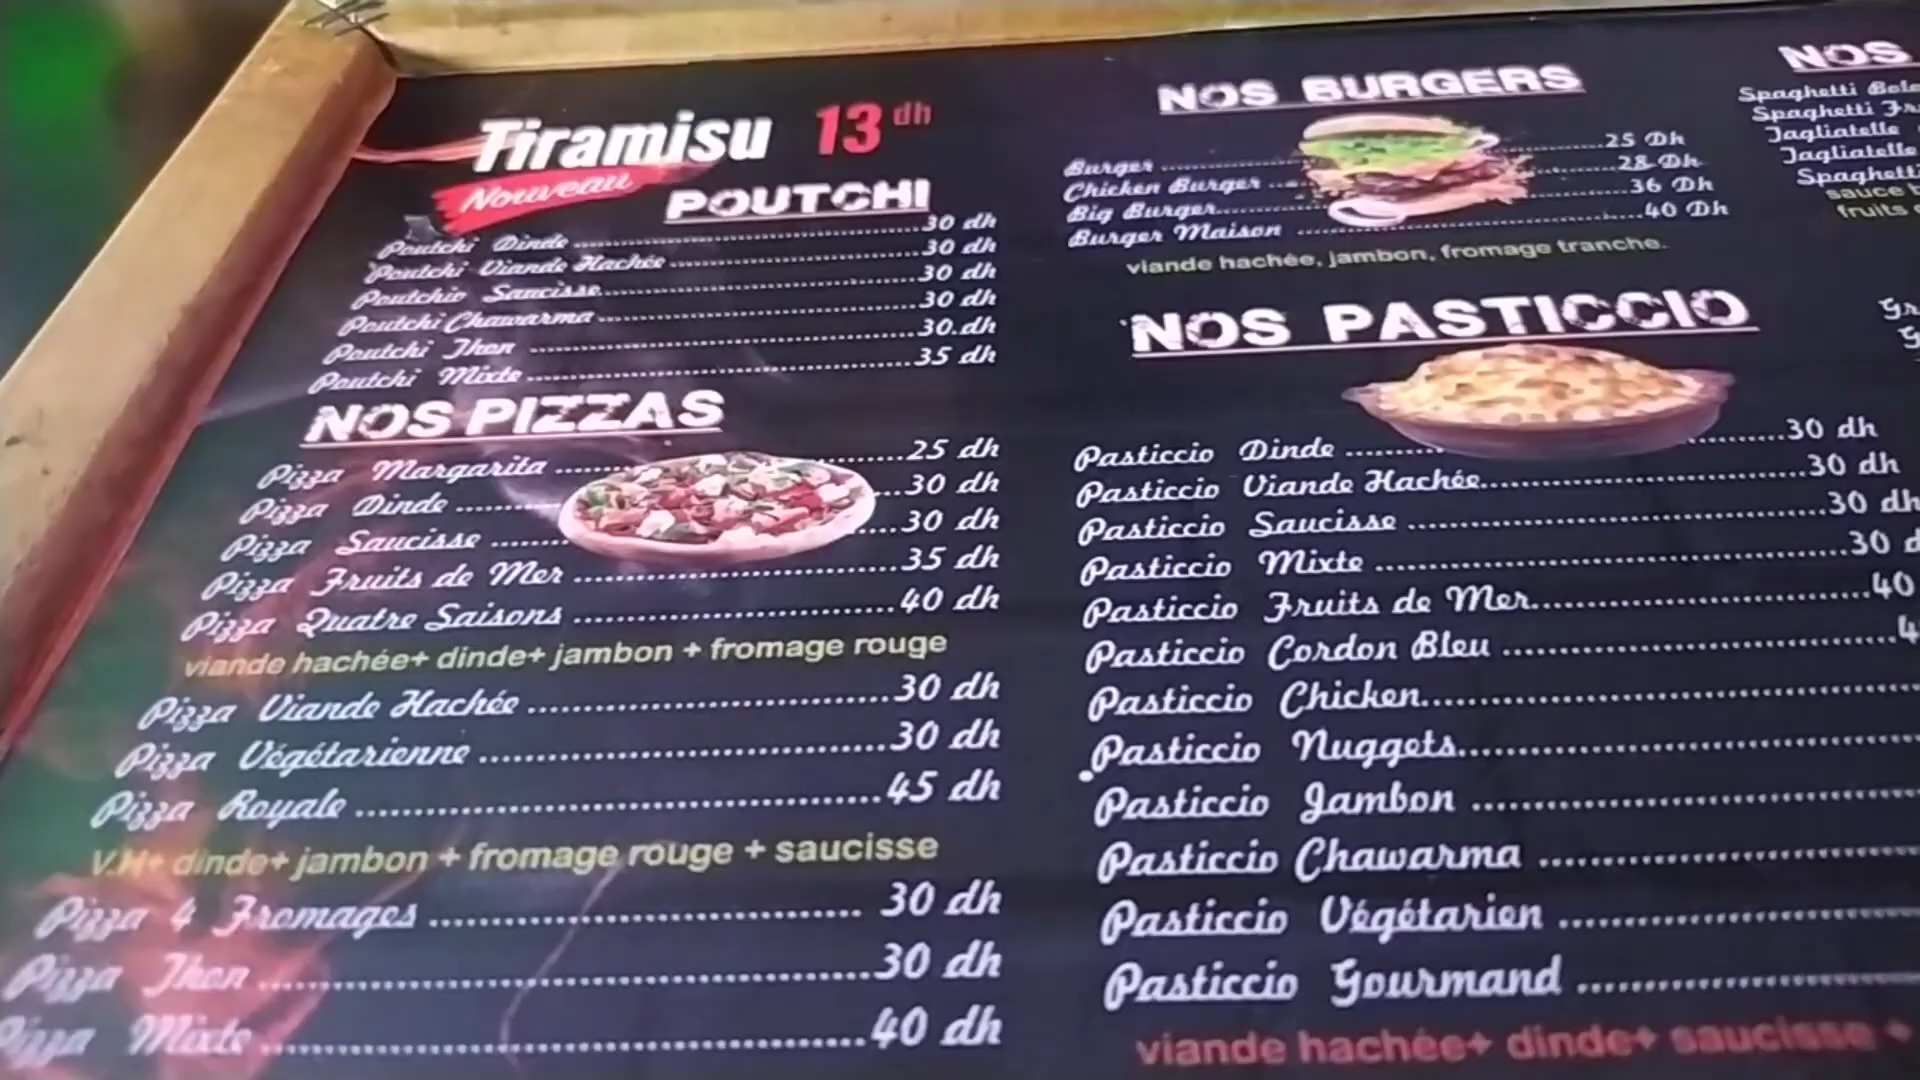 Tiramisu 13 dh
Nouveau
POUTCHI
Poutchi Dinde 30 dh
Poutchi Viande Hachée 30 dh
Poutchie Saucisse 30 dh
Poutchi Chawarma 30 dh
Poutchi Thon 30 dh
Poutchi Mixte 35 dh
NOS PIZZAS
Pizza Margarita 25 dh
Pizza Dinde 30 dh
Pizza Saucisse 30 dh
Pizza Fruits de Mer 35 dh
Pizza Quatre Saisons 40 dh
viande hachée+ dinde+ jambon + fromage rouge
Pizza Viande Hachée 30 dh
Pizza Végétarienne 30 dh
Pizza Royale 45 dh
V.H+ dinde+ jambon + fromage rouge + saucisse
Pizza 4 Fromages 30 dh
Pizza Thon 30 dh
Pizza Mixte 40 dh
NOS BURGERS
Burger 25 Dh
Chicken Burger 28 Dh
Big Burger 36 Dh
Burger Maison 40 Dh
viande hachée, jambon, fromage tranche.
NOS PASTICCIO
Pasticcio Dinde 30 dh
Pasticcio Viande Hachée 30 dh
Pasticcio Saucisse 30 dh
Pasticcio Mixte 30 d
Pasticcio Fruits de Mer 40
Pasticcio Cordon Bleu 4
Pasticcio Chicken
Pasticcio Nuggets
Pasticcio Jambon
Pasticcio Chawarma
Pasticcio Végétarien
Pasticcio Gourmand
viande hachée+ dinde+ saucisse +
NOS
Spaghetti
Spaghetti
Tagliatelle
Tagliatelle
Spaghetti
sauce
fruits